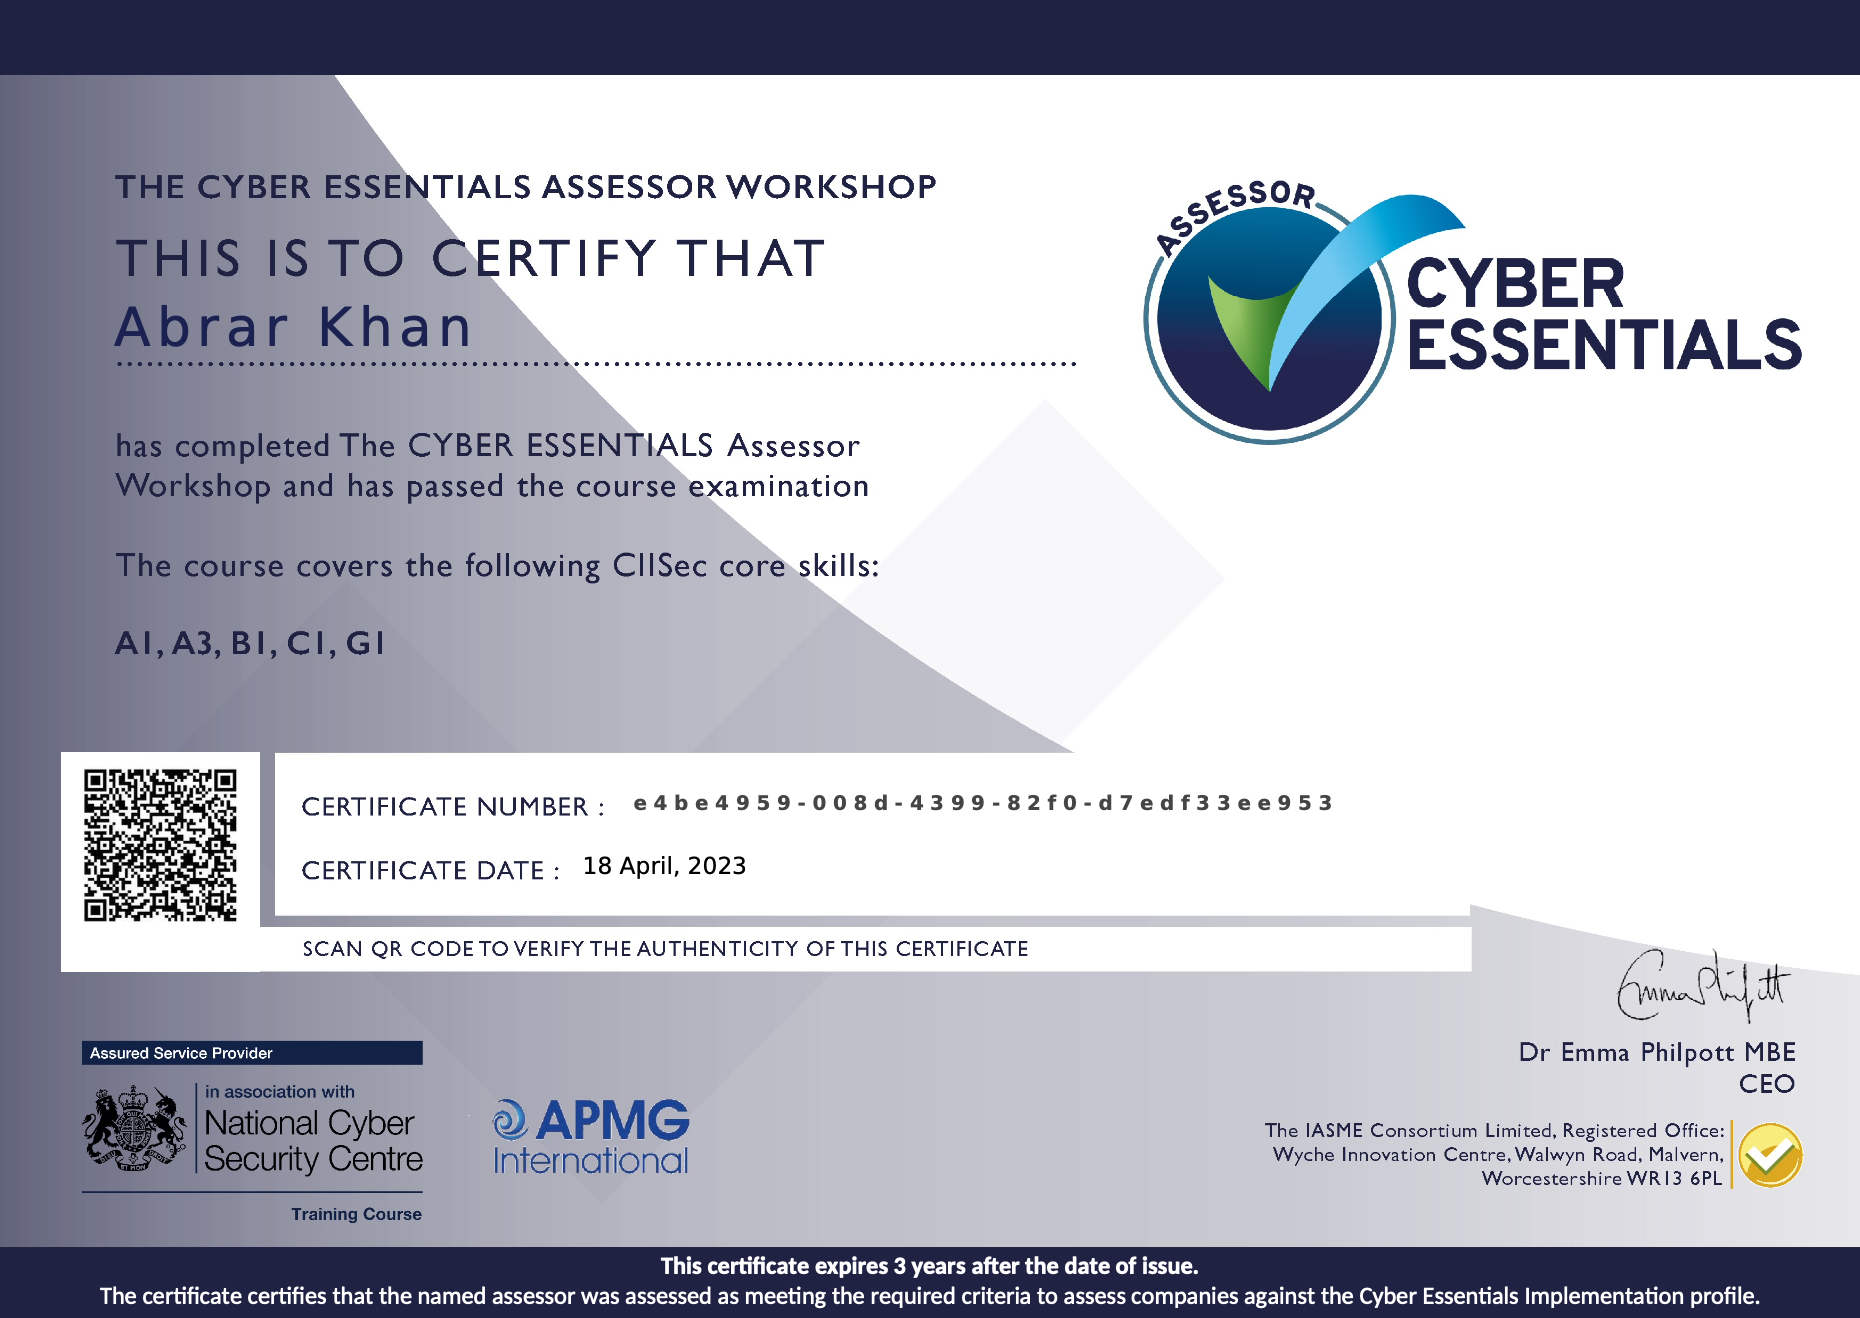 THE CYBER ESSENTIALS ASSESSOR WORKSHOP
THIS IS TO CERTIFY THAT
Abrar Khan
ASSESSOR
CYBER
ESSENTIALS
has completed The CYBER ESSENTIALS Assessor
Workshop and has passed the course examination
The course covers the following CIISec core skills:
A1, A3, B1, C1, G1
CERTIFICATE NUMBER : e4be4959-008d-4399-82f0-d7edf33ee953
CERTIFICATE DATE : 18 April, 2023
SCAN QR CODE TO VERIFY THE AUTHENTICITY OF THIS CERTIFICATE
Emma Philpott
Dr Emma Philpott MBE
CEO
Assured Service Provider
in association with
National Cyber
Security Centre
Training Course
APMG
International
The IASME Consortium Limited, Registered Office:
Wyche Innovation Centre, Walwyn Road, Malvern,
Worcestershire WR13 6PL
This certificate expires 3 years after the date of issue.
The certificate certifies that the named assessor was assessed as meeting the required criteria to assess companies against the Cyber Essentials Implementation profile.